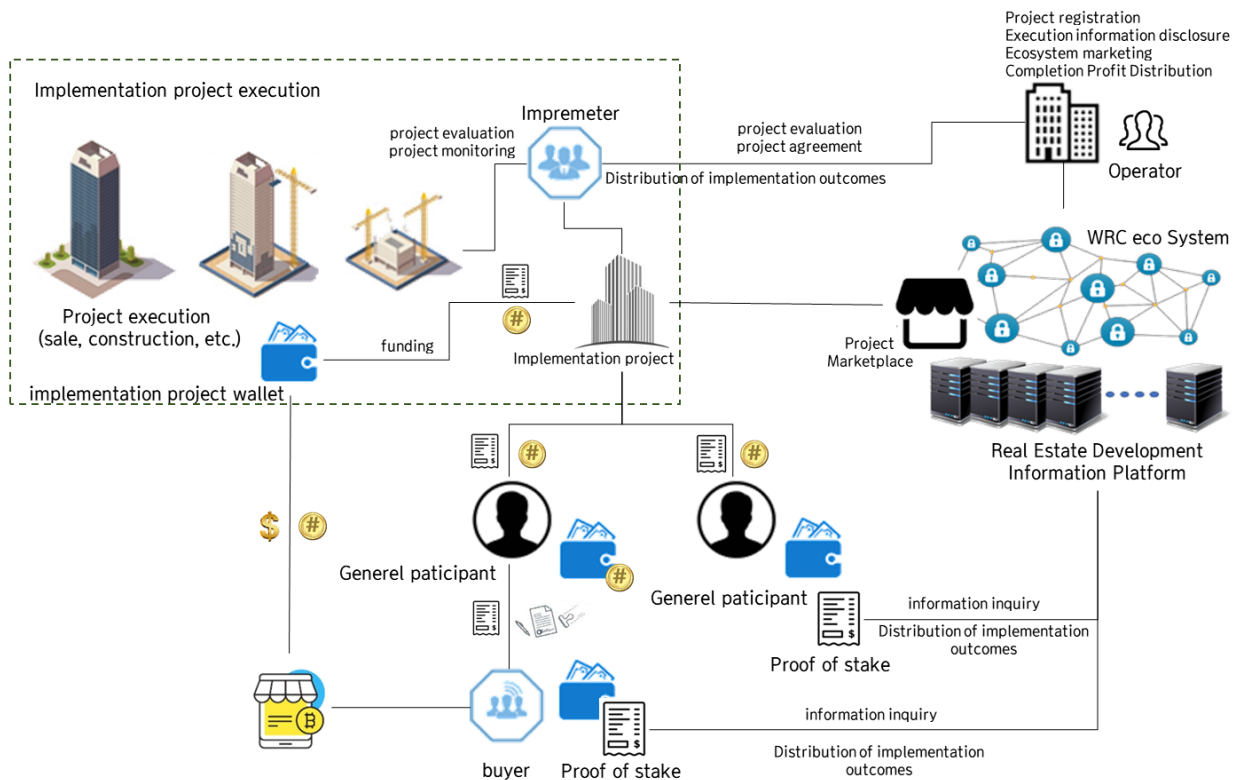 Project registration
Execution information disclosure
Ecosystem marketing
Completion Profit Distribution
Operator
Implementation project execution
Impremeter
project evaluation
project monitoring
project evaluation
project agreement
Distribution of implementation outcomes
WRC eco System
Project execution
(sale, construction, etc.)
funding
#
Implementation project
Project
Marketplace
implementation project wallet
Real Estate Development
Information Platform
$
#
$
#
$
$
#
Generel paticipant
#
Generel paticipant
$
information inquiry
Distribution of implementation
outcomes
Proof of stake
$
B
buyer
$
Proof of stake
information inquiry
Distribution of implementation
outcomes